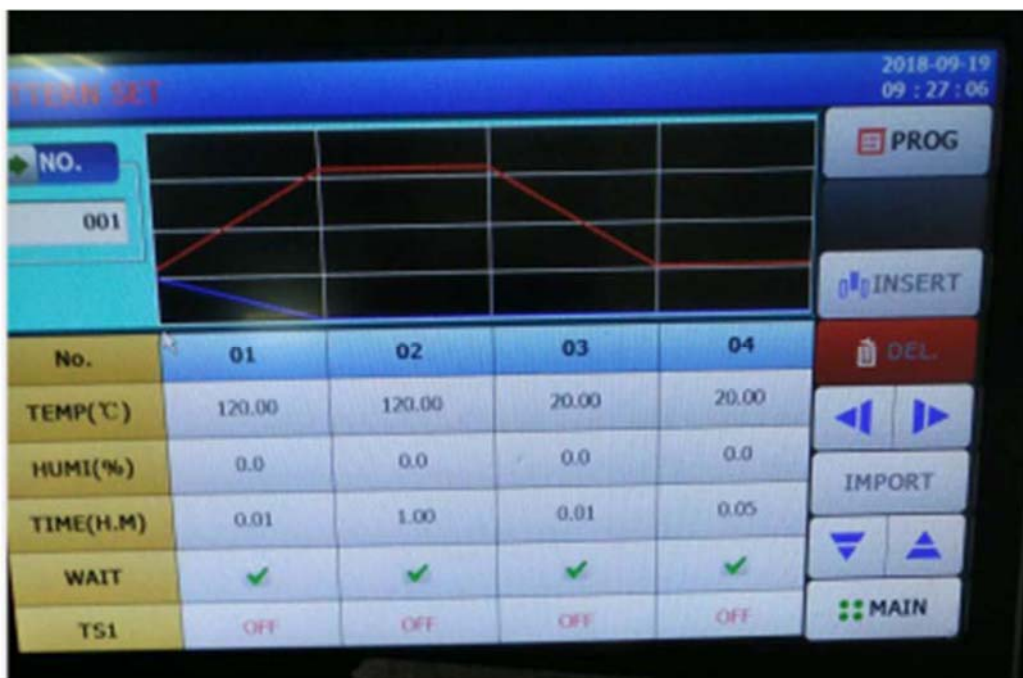 TTERN SET
2018-09-19
09 : 27 : 06
NO.
001
PROG
INSERT
DEL.
IMPORT
MAIN
No. 01 02 03 04
TEMP(℃) 120.00 120.00 20.00 20.00
HUMI(%) 0.0 0.0 0.0 0.0
TIME(H.M) 0.01 1.00 0.01 0.05
WAIT
TS1 OFF OFF OFF OFF